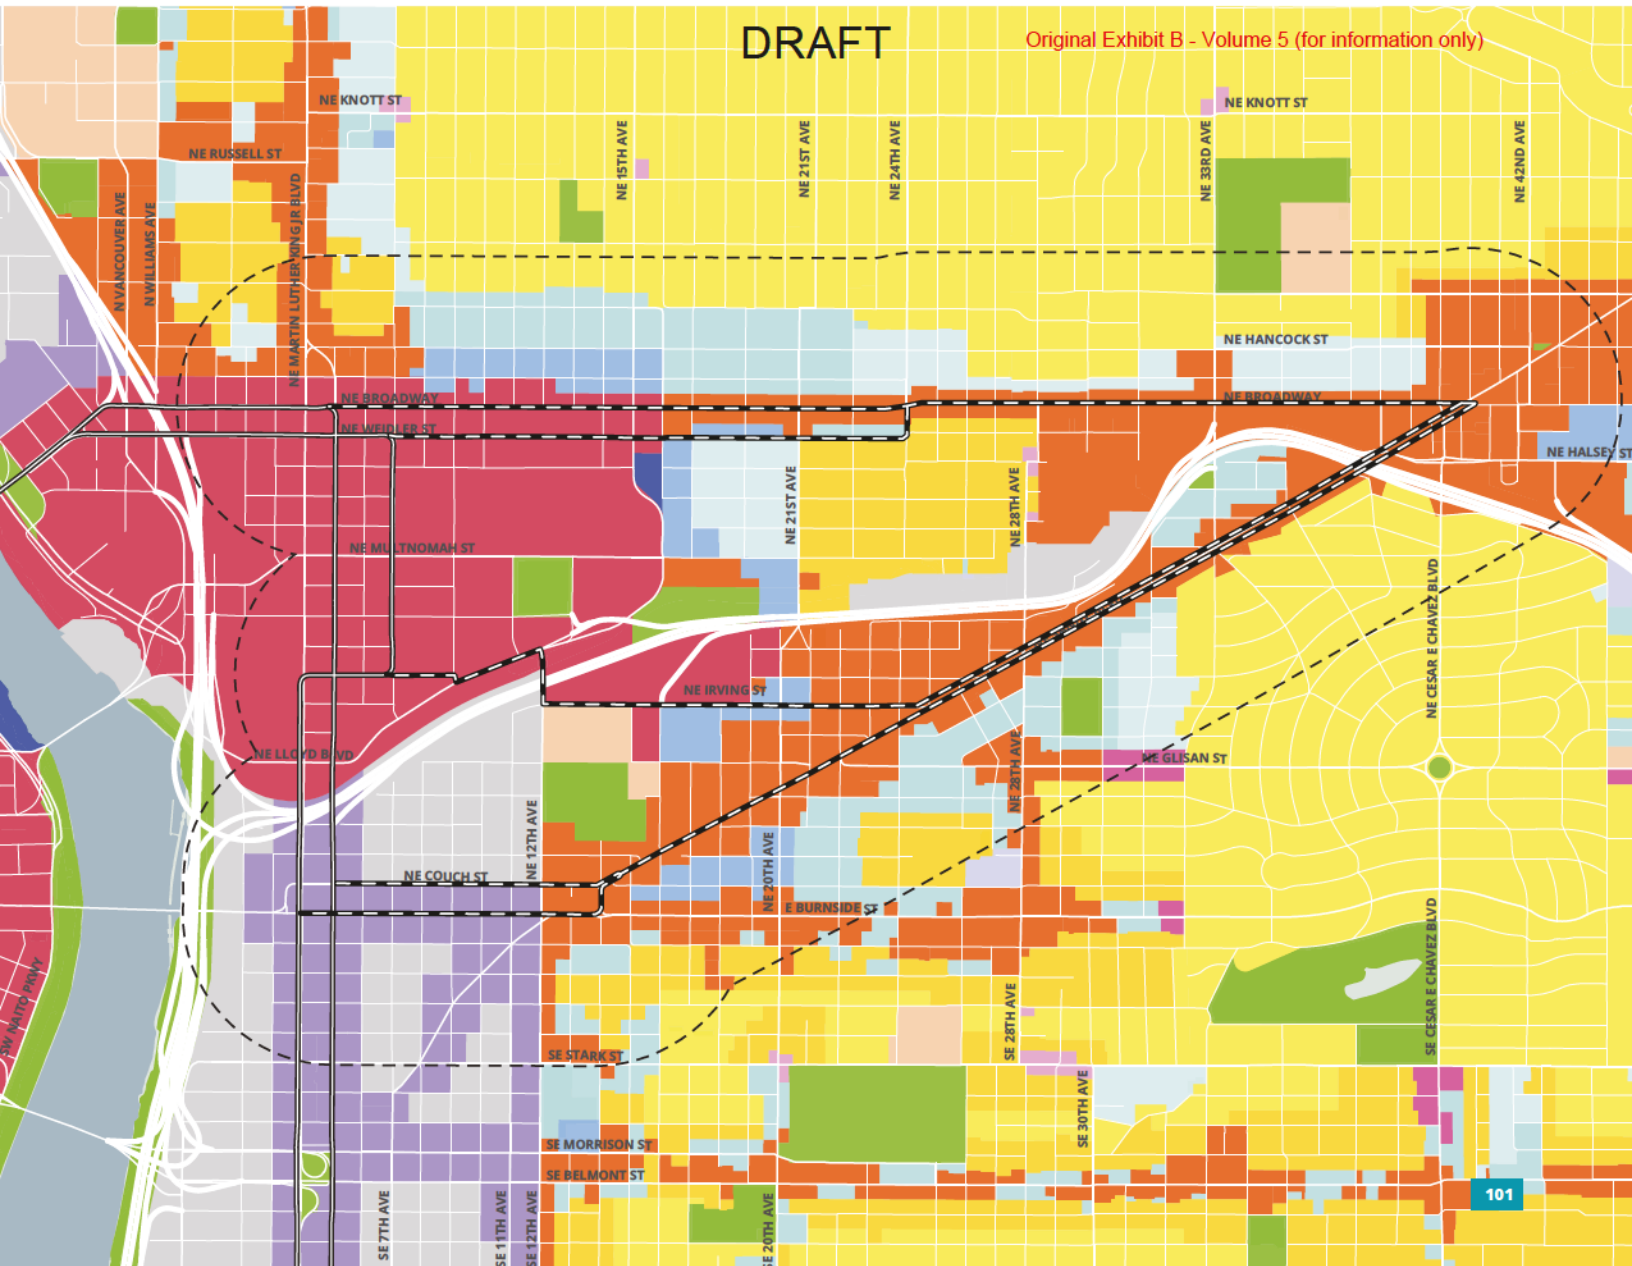 DRAFT
Original Exhibit B - Volume 5 (for information only)
NE KNOTT ST
NE KNOTT ST
NE RUSSELL ST
NE 15TH AVE
NE 21ST AVE
NE 24TH AVE
NE 33RD AVE
NE 42ND AVE
N VANCOUVER AVE
N WILLIAMS AVE
NE MARTIN LUTHER KING JR BLVD
NE HANCOCK ST
NE BROADWAY
NE BROADWAY
NE WEIDLER ST
NE HALSEY ST
NE 21ST AVE
NE 28TH AVE
NE MULTNOMAH ST
NE CESAR E CHAVEZ BLVD
NE IRVING ST
NE LLOYD BLVD
NE GLISAN ST
NE 28TH AVE
NE 12TH AVE
NE 20TH AVE
NE COUCH ST
E BURNSIDE ST
SW NAITO PKWY
SE CESAR E CHAVEZ BLVD
SE 28TH AVE
SE STARK ST
SE 30TH AVE
SE MORRISON ST
SE BELMONT ST
SE 7TH AVE
SE 11TH AVE
SE 12TH AVE
SE 20TH AVE
101